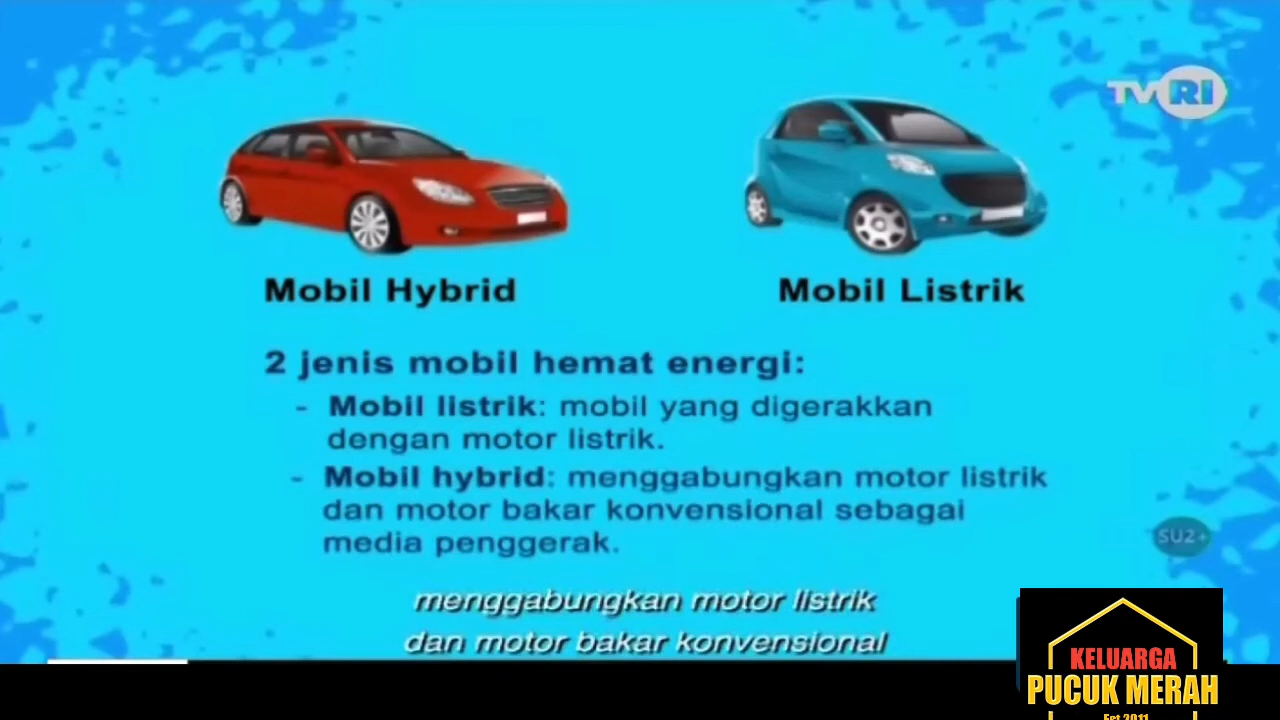 TVRI
Mobil Hybrid
Mobil Listrik
2 jenis mobil hemat energi:
- Mobil listrik: mobil yang digerakkan
dengan motor listrik.
- Mobil hybrid: menggabungkan motor listrik
dan motor bakar konvensional sebagai
media penggerak.
SU2+
menggabungkan motor listrik
dan motor bakar konvensional
KELUARGA
PUCUK MERAH
Est 2011